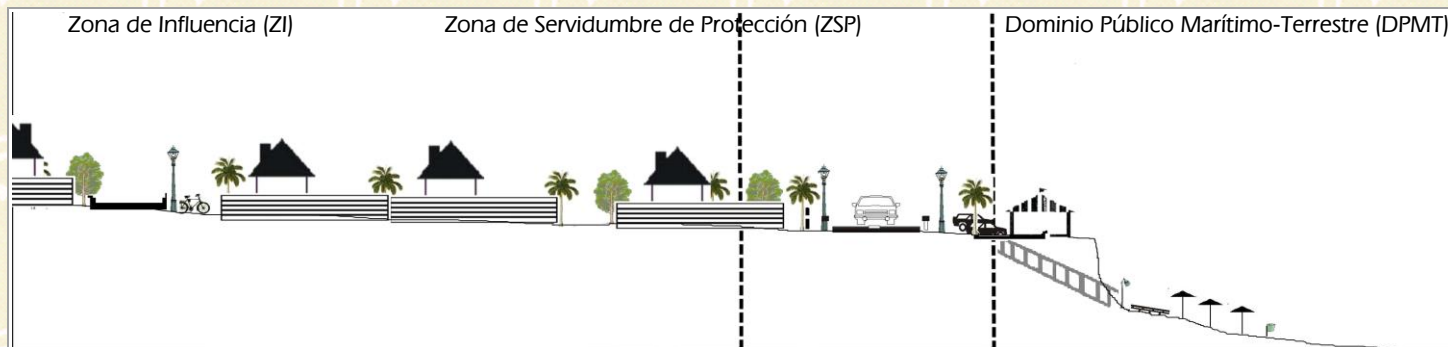 Zona de Influencia (ZI) Zona de Servidumbre de Protección (ZSP) Dominio Público Marítimo-Terrestre (DPMT)